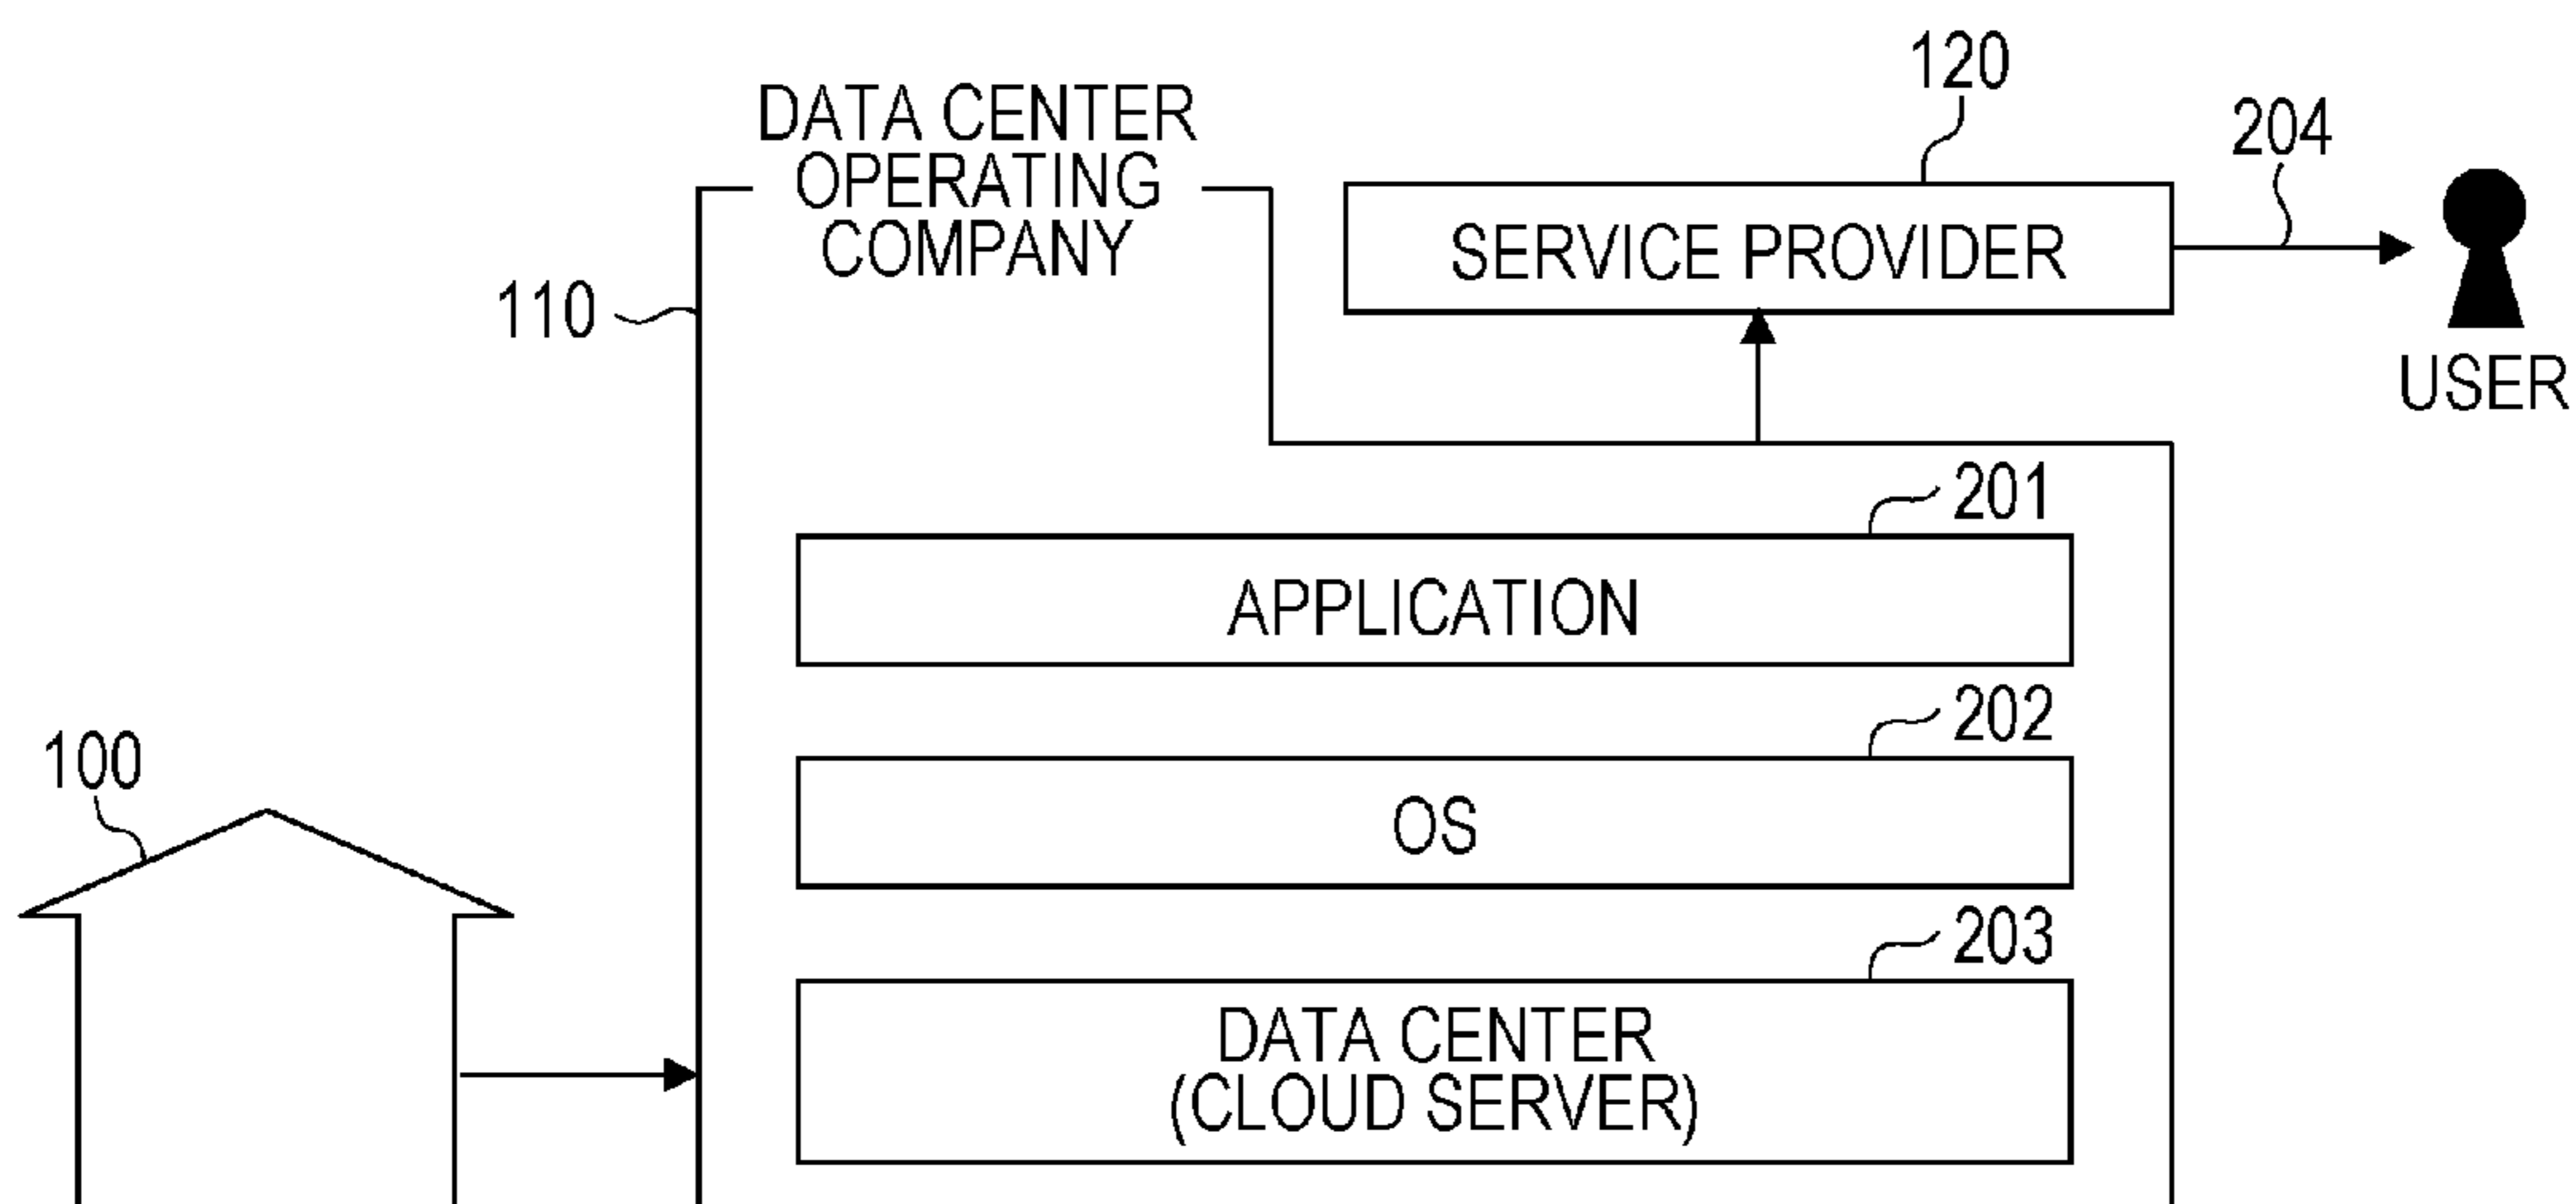 120
204
DATA CENTER
OPERATING
COMPANY
SERVICE PROVIDER
110
USER
201
APPLICATION
202
100
OS
203
DATA CENTER
(CLOUD SERVER)